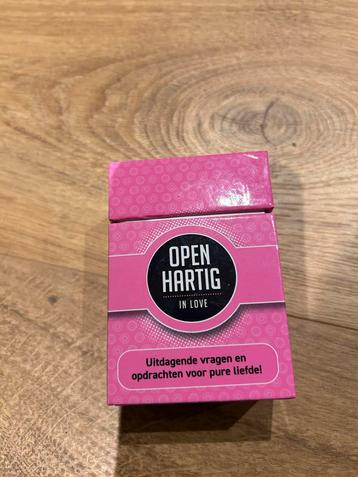 OPEN
HARTIG
IN LOVE
Uitdagende vragen en
opdrachten voor pure liefde!